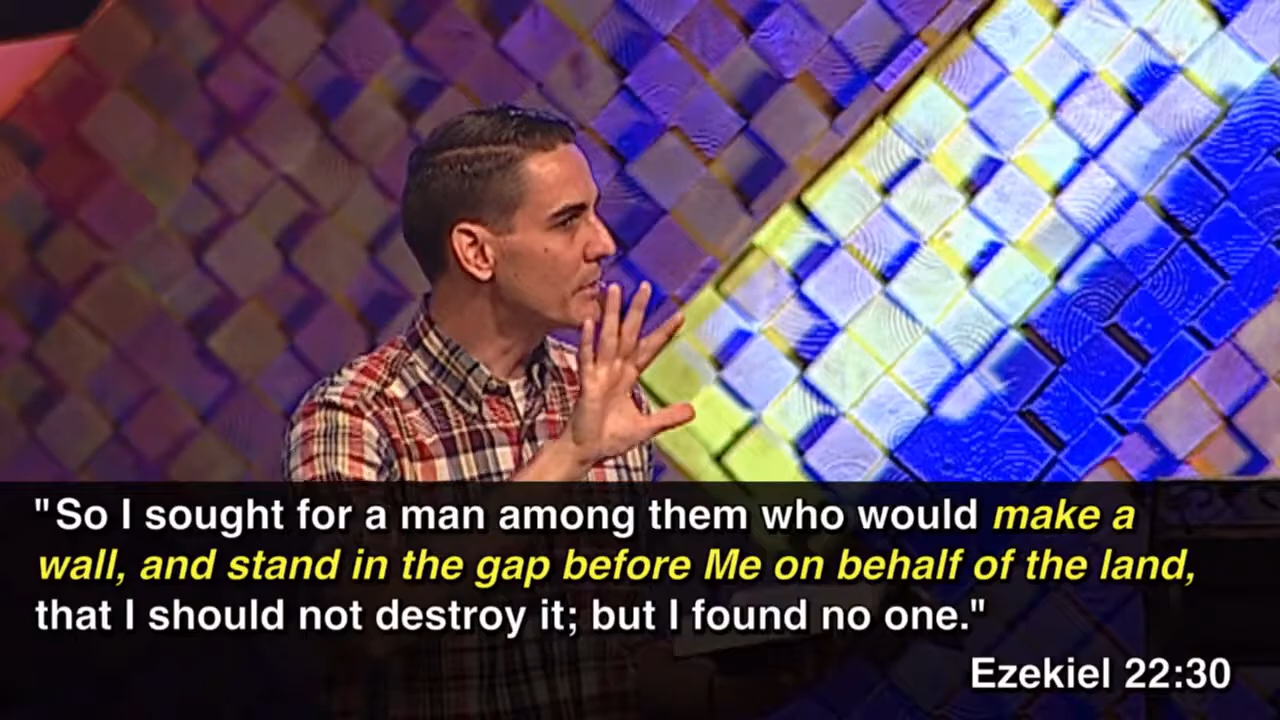 "So I sought for a man among them who would make a
wall, and stand in the gap before Me on behalf of the land,
that I should not destroy it; but I found no one."
Ezekiel 22:30